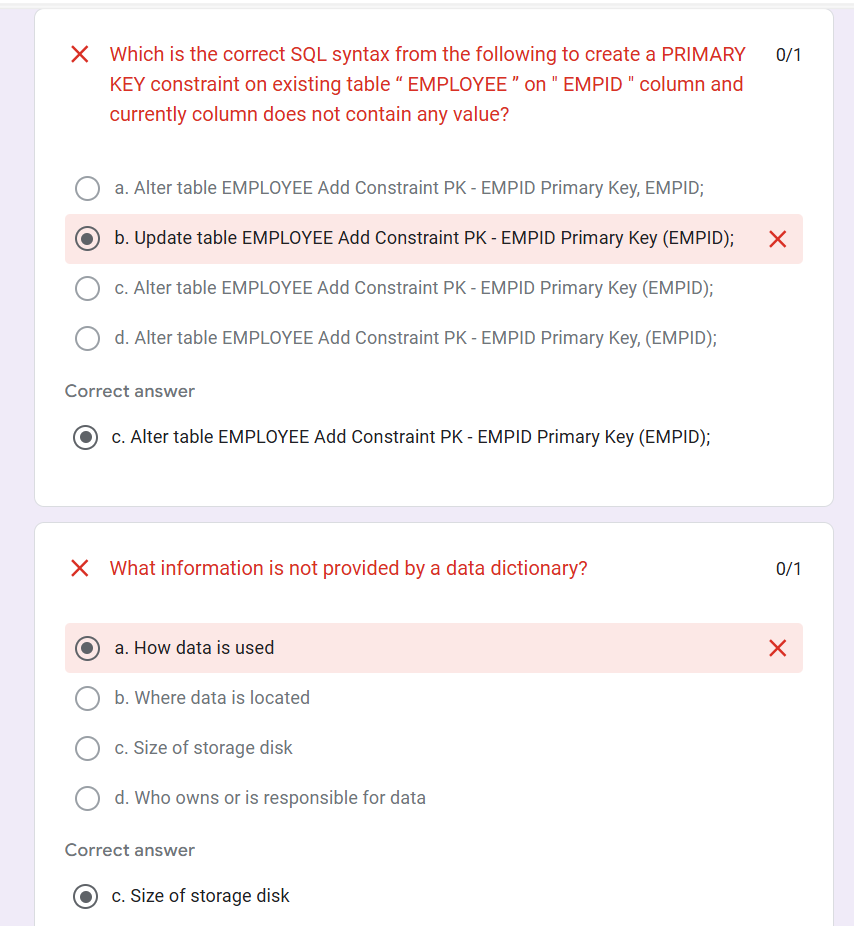 Which is the correct SQL syntax from the following to create a PRIMARY 0/1
KEY constraint on existing table “ EMPLOYEE ” on " EMPID " column and
currently column does not contain any value?
a. Alter table EMPLOYEE Add Constraint PK - EMPID Primary Key, EMPID;
b. Update table EMPLOYEE Add Constraint PK - EMPID Primary Key (EMPID);
c. Alter table EMPLOYEE Add Constraint PK - EMPID Primary Key (EMPID);
d. Alter table EMPLOYEE Add Constraint PK - EMPID Primary Key, (EMPID);
Correct answer
c. Alter table EMPLOYEE Add Constraint PK - EMPID Primary Key (EMPID);
What information is not provided by a data dictionary? 0/1
a. How data is used
b. Where data is located
c. Size of storage disk
d. Who owns or is responsible for data
Correct answer
c. Size of storage disk